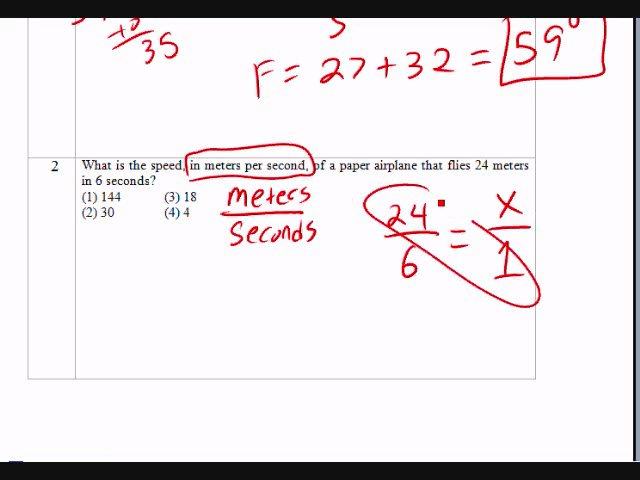 35
F = 27 + 32 = 59°
2 What is the speed, in meters per second, of a paper airplane that flies 24 meters
in 6 seconds?
(1) 144 (3) 18
(2) 30 (4) 4
meters
seconds
24/6 = x/1